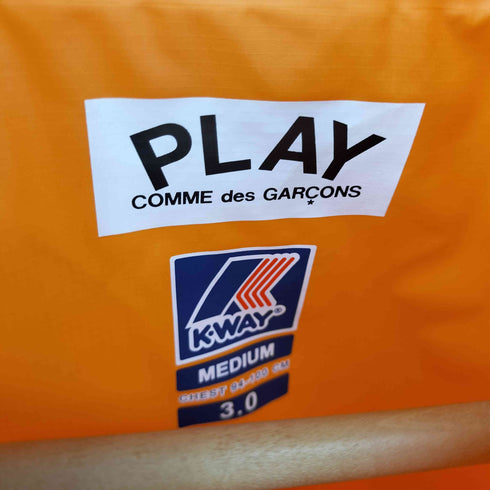 PLAY
COMME des GARÇONS
K-WAY®
MEDIUM
CHEST 94-100 CM
3.0